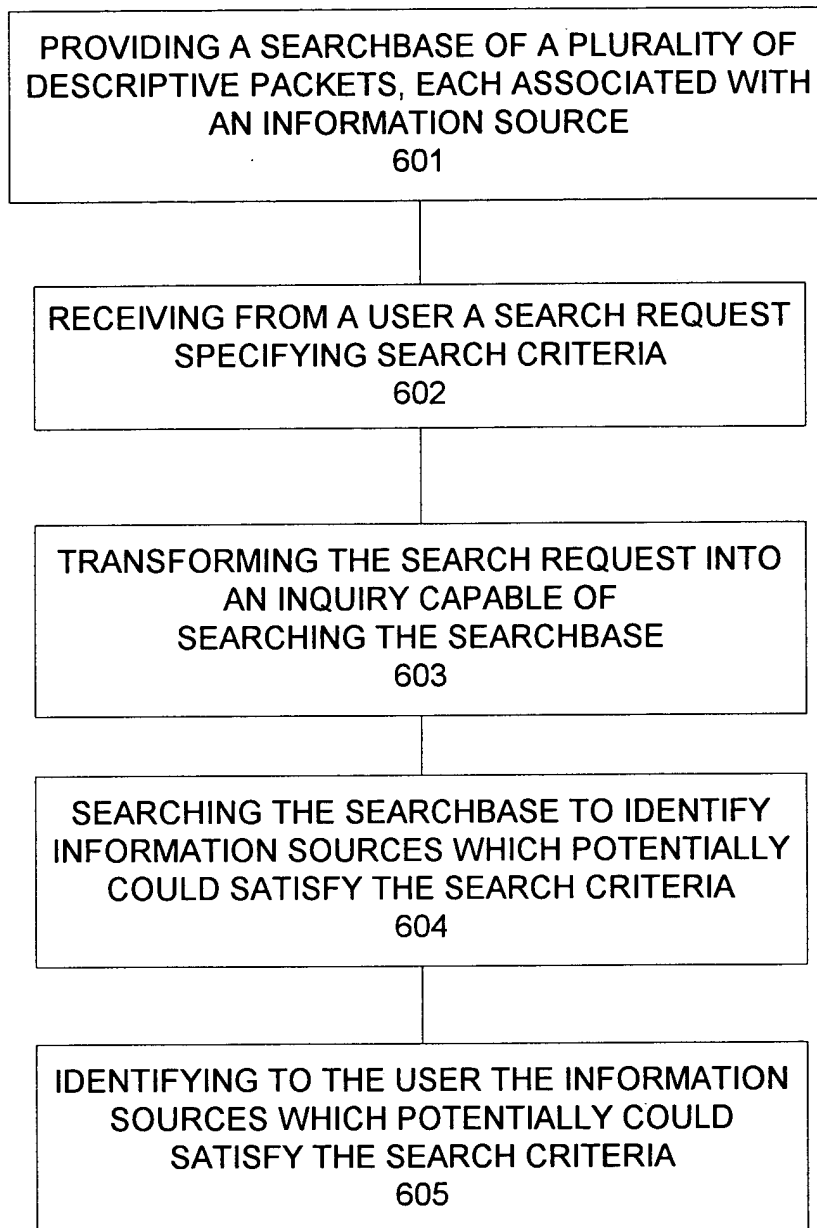 PROVIDING A SEARCHBASE OF A PLURALITY OF
DESCRIPTIVE PACKETS, EACH ASSOCIATED WITH
AN INFORMATION SOURCE
601
RECEIVING FROM A USER A SEARCH REQUEST
SPECIFYING SEARCH CRITERIA
602
TRANSFORMING THE SEARCH REQUEST INTO
AN INQUIRY CAPABLE OF
SEARCHING THE SEARCHBASE
603
SEARCHING THE SEARCHBASE TO IDENTIFY
INFORMATION SOURCES WHICH POTENTIALLY
COULD SATISFY THE SEARCH CRITERIA
604
IDENTIFYING TO THE USER THE INFORMATION
SOURCES WHICH POTENTIALLY COULD
SATISFY THE SEARCH CRITERIA
605